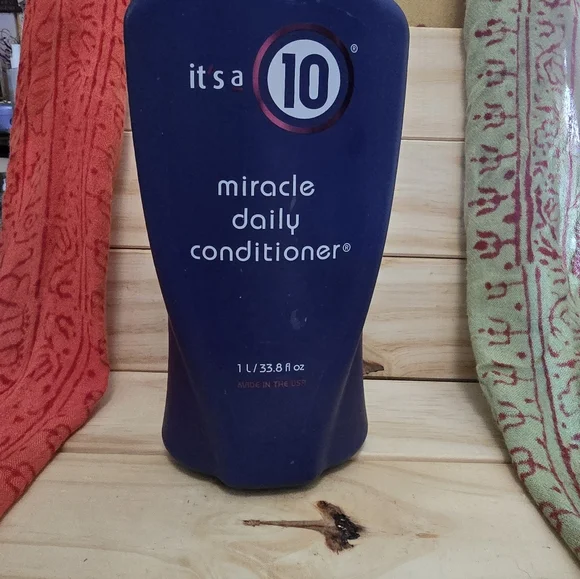 it's a 10®
miracle
daily
conditioner®
1 L / 33.8 fl oz
MADE IN THE USA